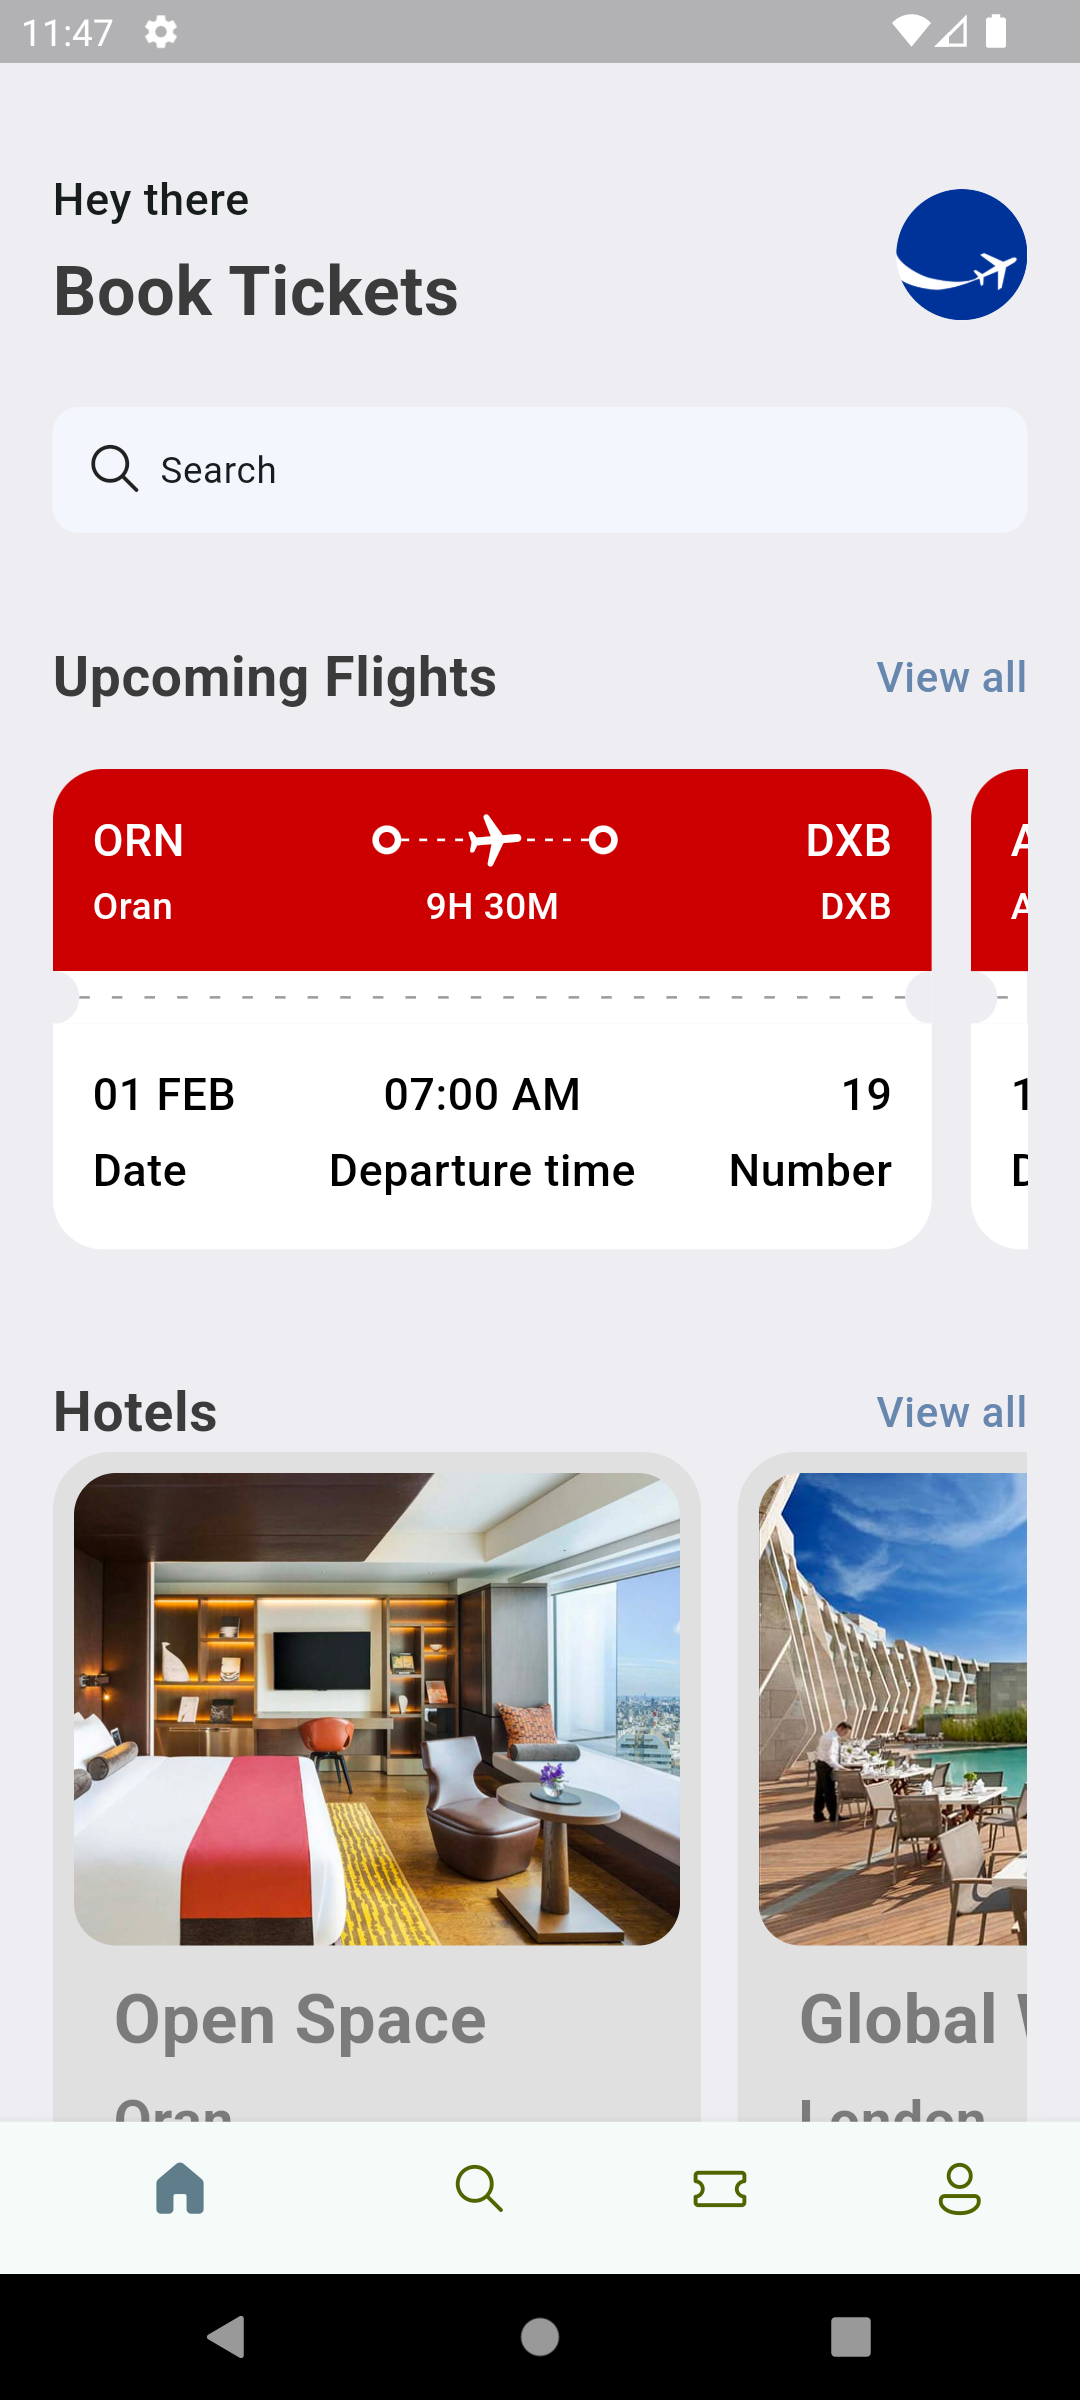 11:47
Hey there
Book Tickets
Search
Upcoming Flights View all
ORN DXB A
Oran 9H 30M DXB A
01 FEB 07:00 AM 19 1
Date Departure time Number D
Hotels View all
Open Space Global
Oran London